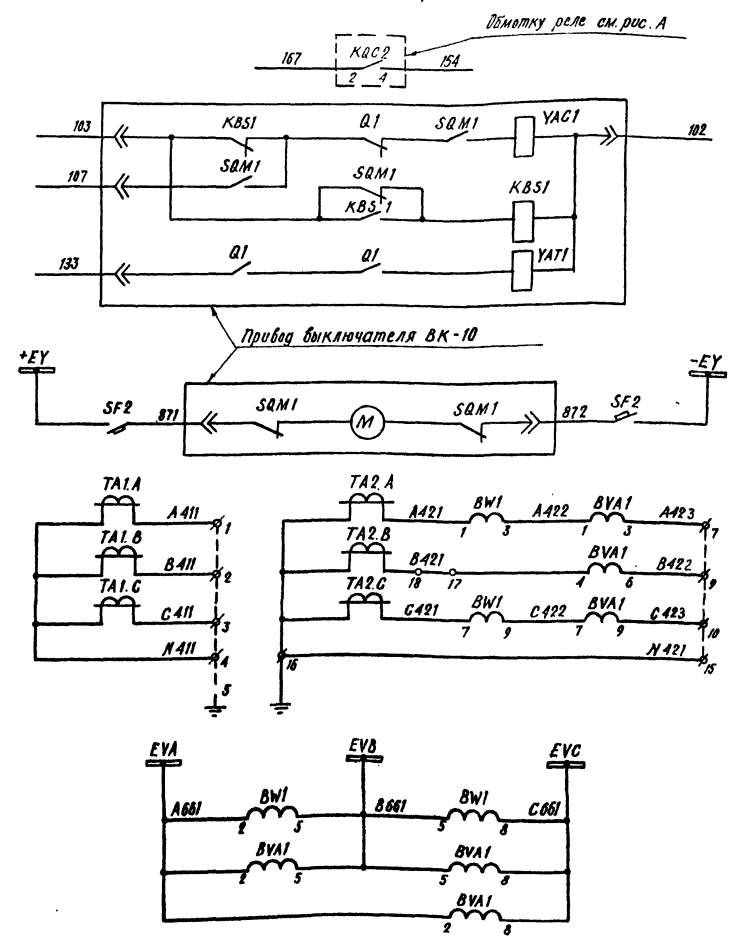 Обмотку реле см. рис. А
167 KQC2 154
2 4
103 KBS1 Q1 SQM1 YAC1 102
107 SQM1 SQM1
KBS1 KBS1
133 Q1 Q1 YAT1
Привод выключателя ВК-10
+EY -EY
SF2 871 SQM1 M SQM1 872 SF2
TA1.A A411 1
TA1.B B411 2
TA1.C C411 3
N411 4
5
TA2.A A421 BW1 A422 BVA1 A423
1 3 1 3 7
TA2.B B421 BVA1 B422
18 17 4 6 9
TA2.C C421 BW1 C422 BVA1 C423
7 9 7 9 10
16 N421 15
EVA EVB EVC
A661 BW1 B661 BW1 C661
2 5 5 8
BVA1 BVA1
2 5 5 8
BVA1
2 8